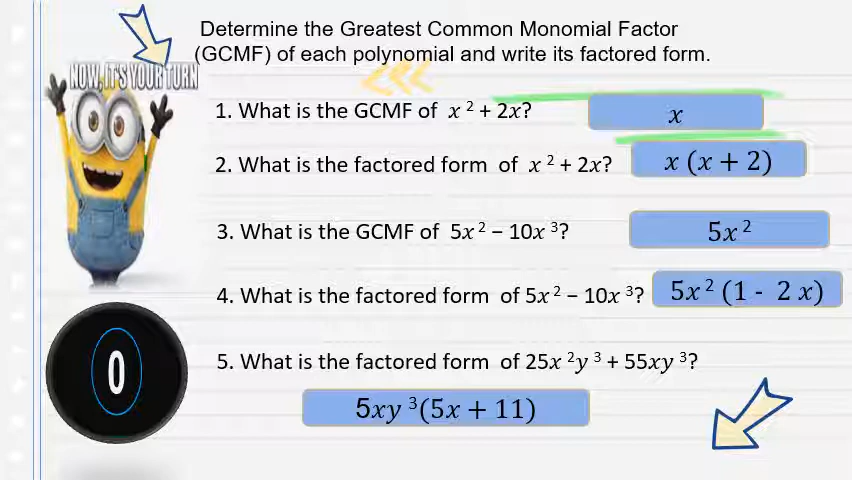 Determine the Greatest Common Monomial Factor
(GCMF) of each polynomial and write its factored form.
NOW, IT'S YOUR TURN
1. What is the GCMF of x² + 2x?
x
2. What is the factored form of x² + 2x?
x (x + 2)
3. What is the GCMF of 5x² − 10x³?
5x²
4. What is the factored form of 5x² − 10x³?
5x² (1 - 2 x)
5. What is the factored form of 25x²y³ + 55xy³?
5xy³(5x + 11)
0